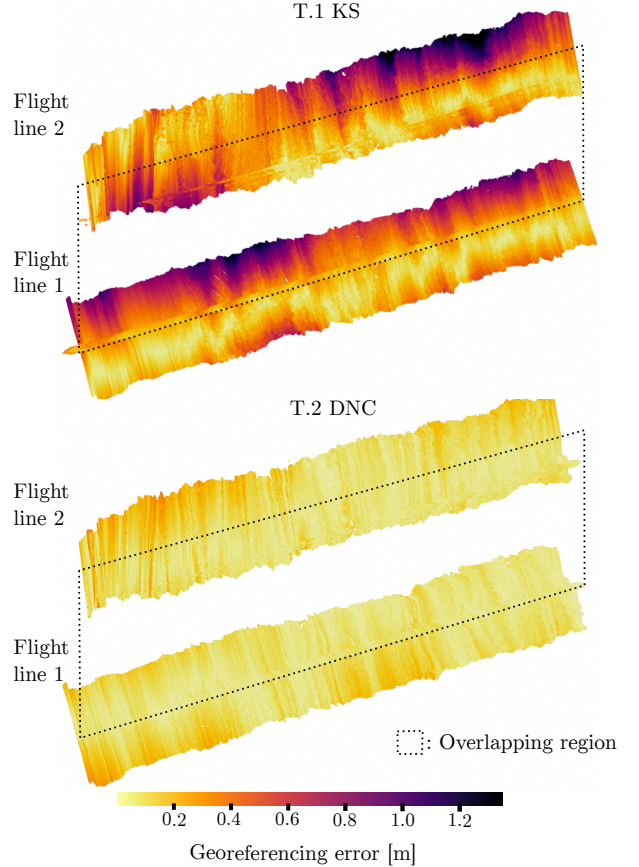 T.1 KS
Flight
line 2
Flight
line 1
T.2 DNC
Flight
line 2
Flight
line 1
: Overlapping region
0.2 0.4 0.6 0.8 1.0 1.2
Georeferencing error [m]